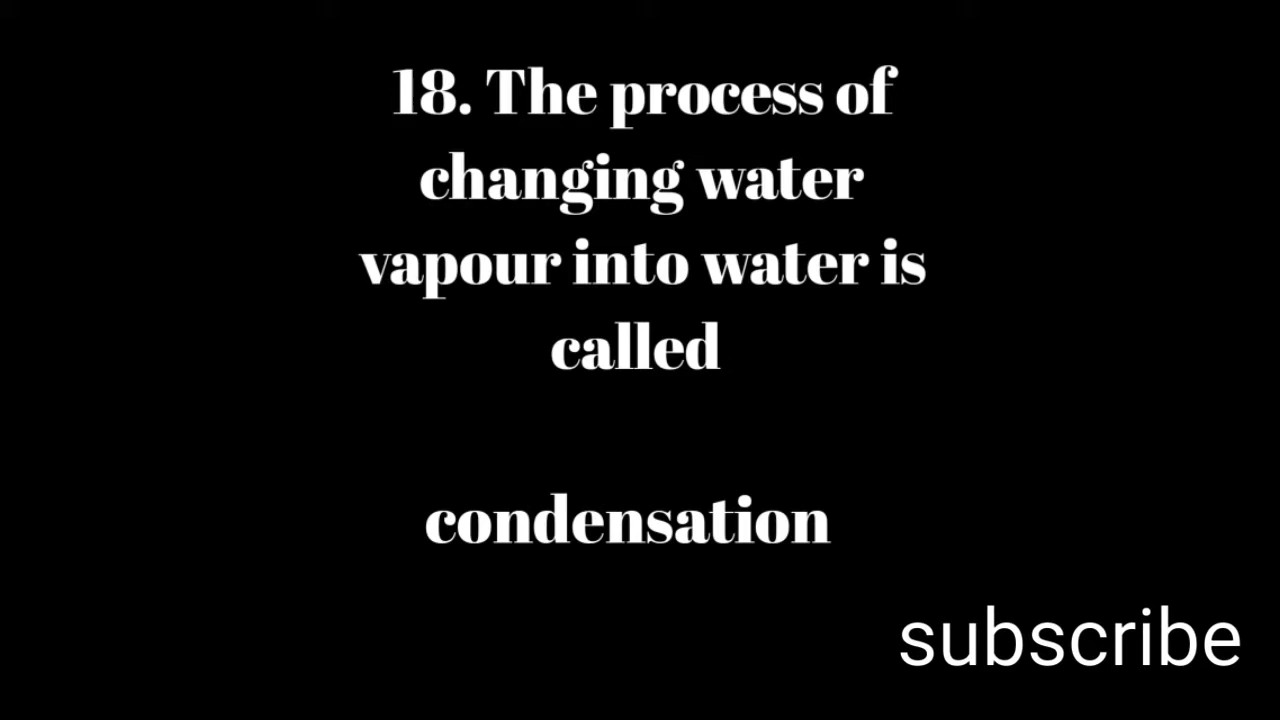 18. The process of
changing water
vapour into water is
called
condensation
subscribe